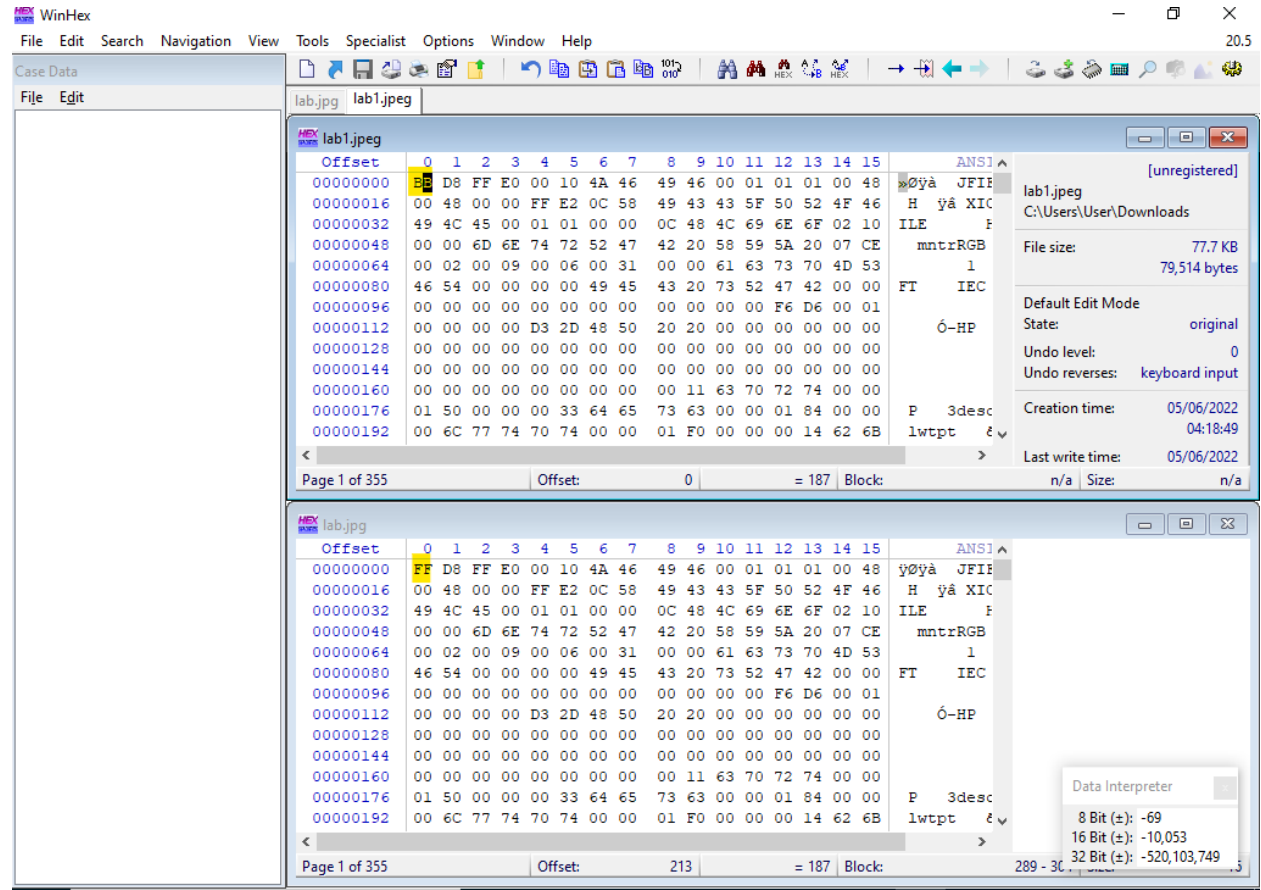 WinHex
File Edit Search Navigation View Tools Specialist Options Window Help 20.5
Case Data
File Edit
lab.jpg lab1.jpeg
lab1.jpeg
Offset 0 1 2 3 4 5 6 7 8 9 10 11 12 13 14 15 ANSI
00000000 BB D8 FF E0 00 10 4A 46 49 46 00 01 01 01 00 48 »Øÿà JFIF
00000016 00 48 00 00 FF E2 0C 58 49 43 43 5F 50 52 4F 46 H ÿâ XIC
00000032 49 4C 45 00 01 01 00 00 0C 48 4C 69 6E 6F 02 10 ILE H
00000048 00 00 6D 6E 74 72 52 47 42 20 58 59 5A 20 07 CE mntrRGB
00000064 00 02 00 09 00 06 00 31 00 00 61 63 73 70 4D 53 1
00000080 46 54 00 00 00 00 49 45 43 20 73 52 47 42 00 00 FT IEC
00000096 00 00 00 00 00 00 00 00 00 00 00 00 F6 D6 00 01
00000112 00 00 00 00 D3 2D 48 50 20 20 00 00 00 00 00 00 Ó-HP
00000128 00 00 00 00 00 00 00 00 00 00 00 00 00 00 00 00
00000144 00 00 00 00 00 00 00 00 00 00 00 00 00 00 00 00
00000160 00 00 00 00 00 00 00 00 00 11 63 70 72 74 00 00
00000176 01 50 00 00 00 33 64 65 73 63 00 00 01 84 00 00 P 3desc
00000192 00 6C 77 74 70 74 00 00 01 F0 00 00 00 14 62 6B lwtpt
Page 1 of 355 Offset: 0 = 187 Block: n/a Size: n/a
[unregistered]
lab1.jpeg
C:\Users\User\Downloads
File size: 77.7 KB
79,514 bytes
Default Edit Mode
State: original
Undo level: 0
Undo reverses: keyboard input
Creation time: 05/06/2022
04:18:49
Last write time: 05/06/2022
lab.jpg
Offset 0 1 2 3 4 5 6 7 8 9 10 11 12 13 14 15 ANSI
00000000 FF D8 FF E0 00 10 4A 46 49 46 00 01 01 01 00 48 ÿØÿà JFIF
00000016 00 48 00 00 FF E2 0C 58 49 43 43 5F 50 52 4F 46 H ÿâ XIC
00000032 49 4C 45 00 01 01 00 00 0C 48 4C 69 6E 6F 02 10 ILE H
00000048 00 00 6D 6E 74 72 52 47 42 20 58 59 5A 20 07 CE mntrRGB
00000064 00 02 00 09 00 06 00 31 00 00 61 63 73 70 4D 53 1
00000080 46 54 00 00 00 00 49 45 43 20 73 52 47 42 00 00 FT IEC
00000096 00 00 00 00 00 00 00 00 00 00 00 00 F6 D6 00 01
00000112 00 00 00 00 D3 2D 48 50 20 20 00 00 00 00 00 00 Ó-HP
00000128 00 00 00 00 00 00 00 00 00 00 00 00 00 00 00 00
00000144 00 00 00 00 00 00 00 00 00 00 00 00 00 00 00 00
00000160 00 00 00 00 00 00 00 00 00 11 63 70 72 74 00 00
00000176 01 50 00 00 00 33 64 65 73 63 00 00 01 84 00 00 P 3desc
00000192 00 6C 77 74 70 74 00 00 01 F0 00 00 00 14 62 6B lwtpt
Page 1 of 355 Offset: 213 = 187 Block: 289 -
Data Interpreter
8 Bit (±): -69
16 Bit (±): -10,053
32 Bit (±): -520,103,749